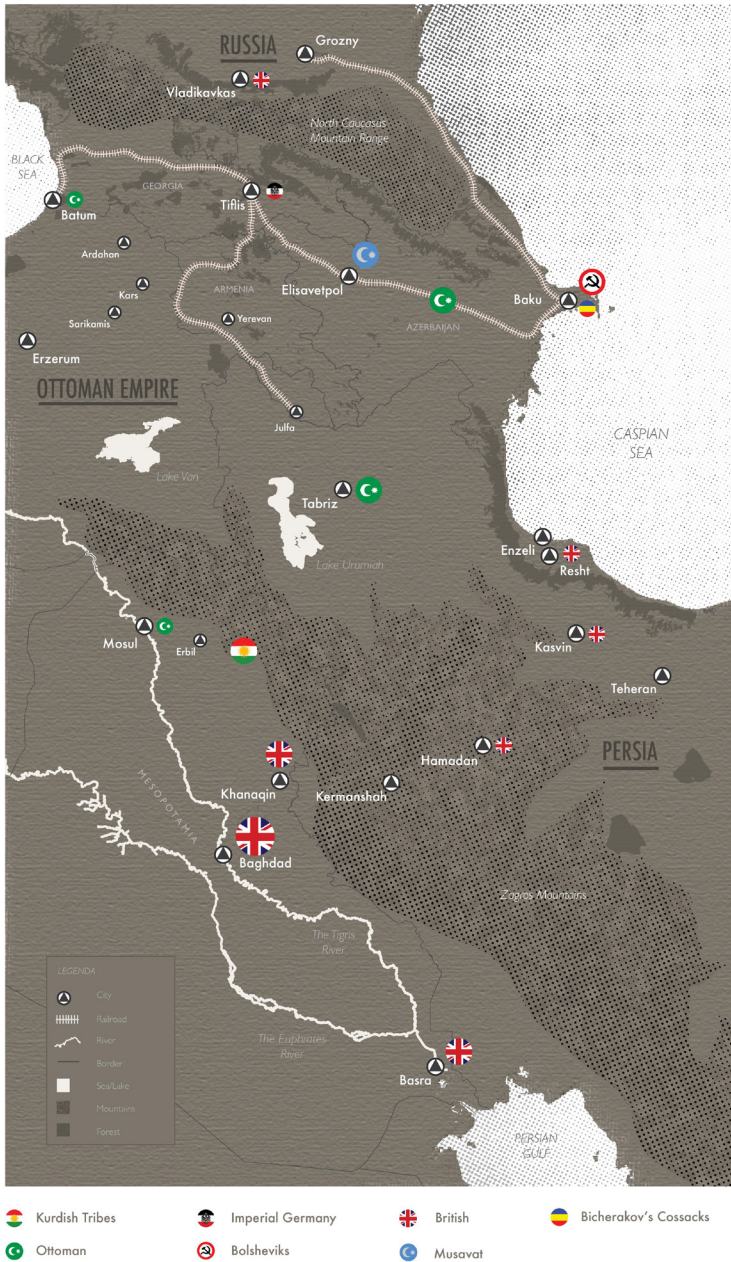 Grozny
RUSSIA
Vladikavkas
North Caucasus
Mountain Range
BLACK
SEA
GEORGIA
Batum
Tiflis
Ardahan
Kars
ARMENIA
Elisavetpol
Baku
Sarikamis
Yerevan
AZERBAIJAN
Erzerum
OTTOMAN EMPIRE
Julfa
CASPIAN
SEA
Lake Van
Tabriz
Enzeli
Resht
Lake Urumiah
Mosul
Erbil
Kasvin
Teheran
Hamadan
PERSIA
Khanaqin
Kermanshah
MESOPOTAMIA
Baghdad
Zagros Mountains
The Tigris
River
LEGENDA
City
Railroad
River
Border
Sea/Lake
Mountains
Forest
The Euphrates
River
Basra
PERSIAN
GULF
Kurdish Tribes
Imperial Germany
British
Bicherakov's Cossacks
Ottoman
Bolsheviks
Musavat